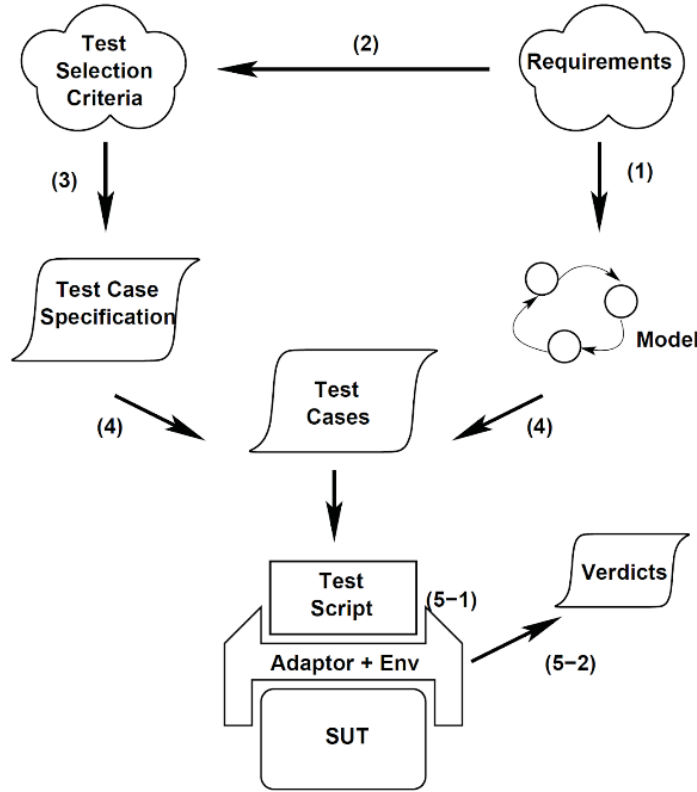 Test
Selection
Criteria
(2)
Requirements
(3)
(1)
Test Case
Specification
Model
Test
Cases
(4)
(4)
Test
Script
(5−1)
Verdicts
Adaptor + Env
(5−2)
SUT